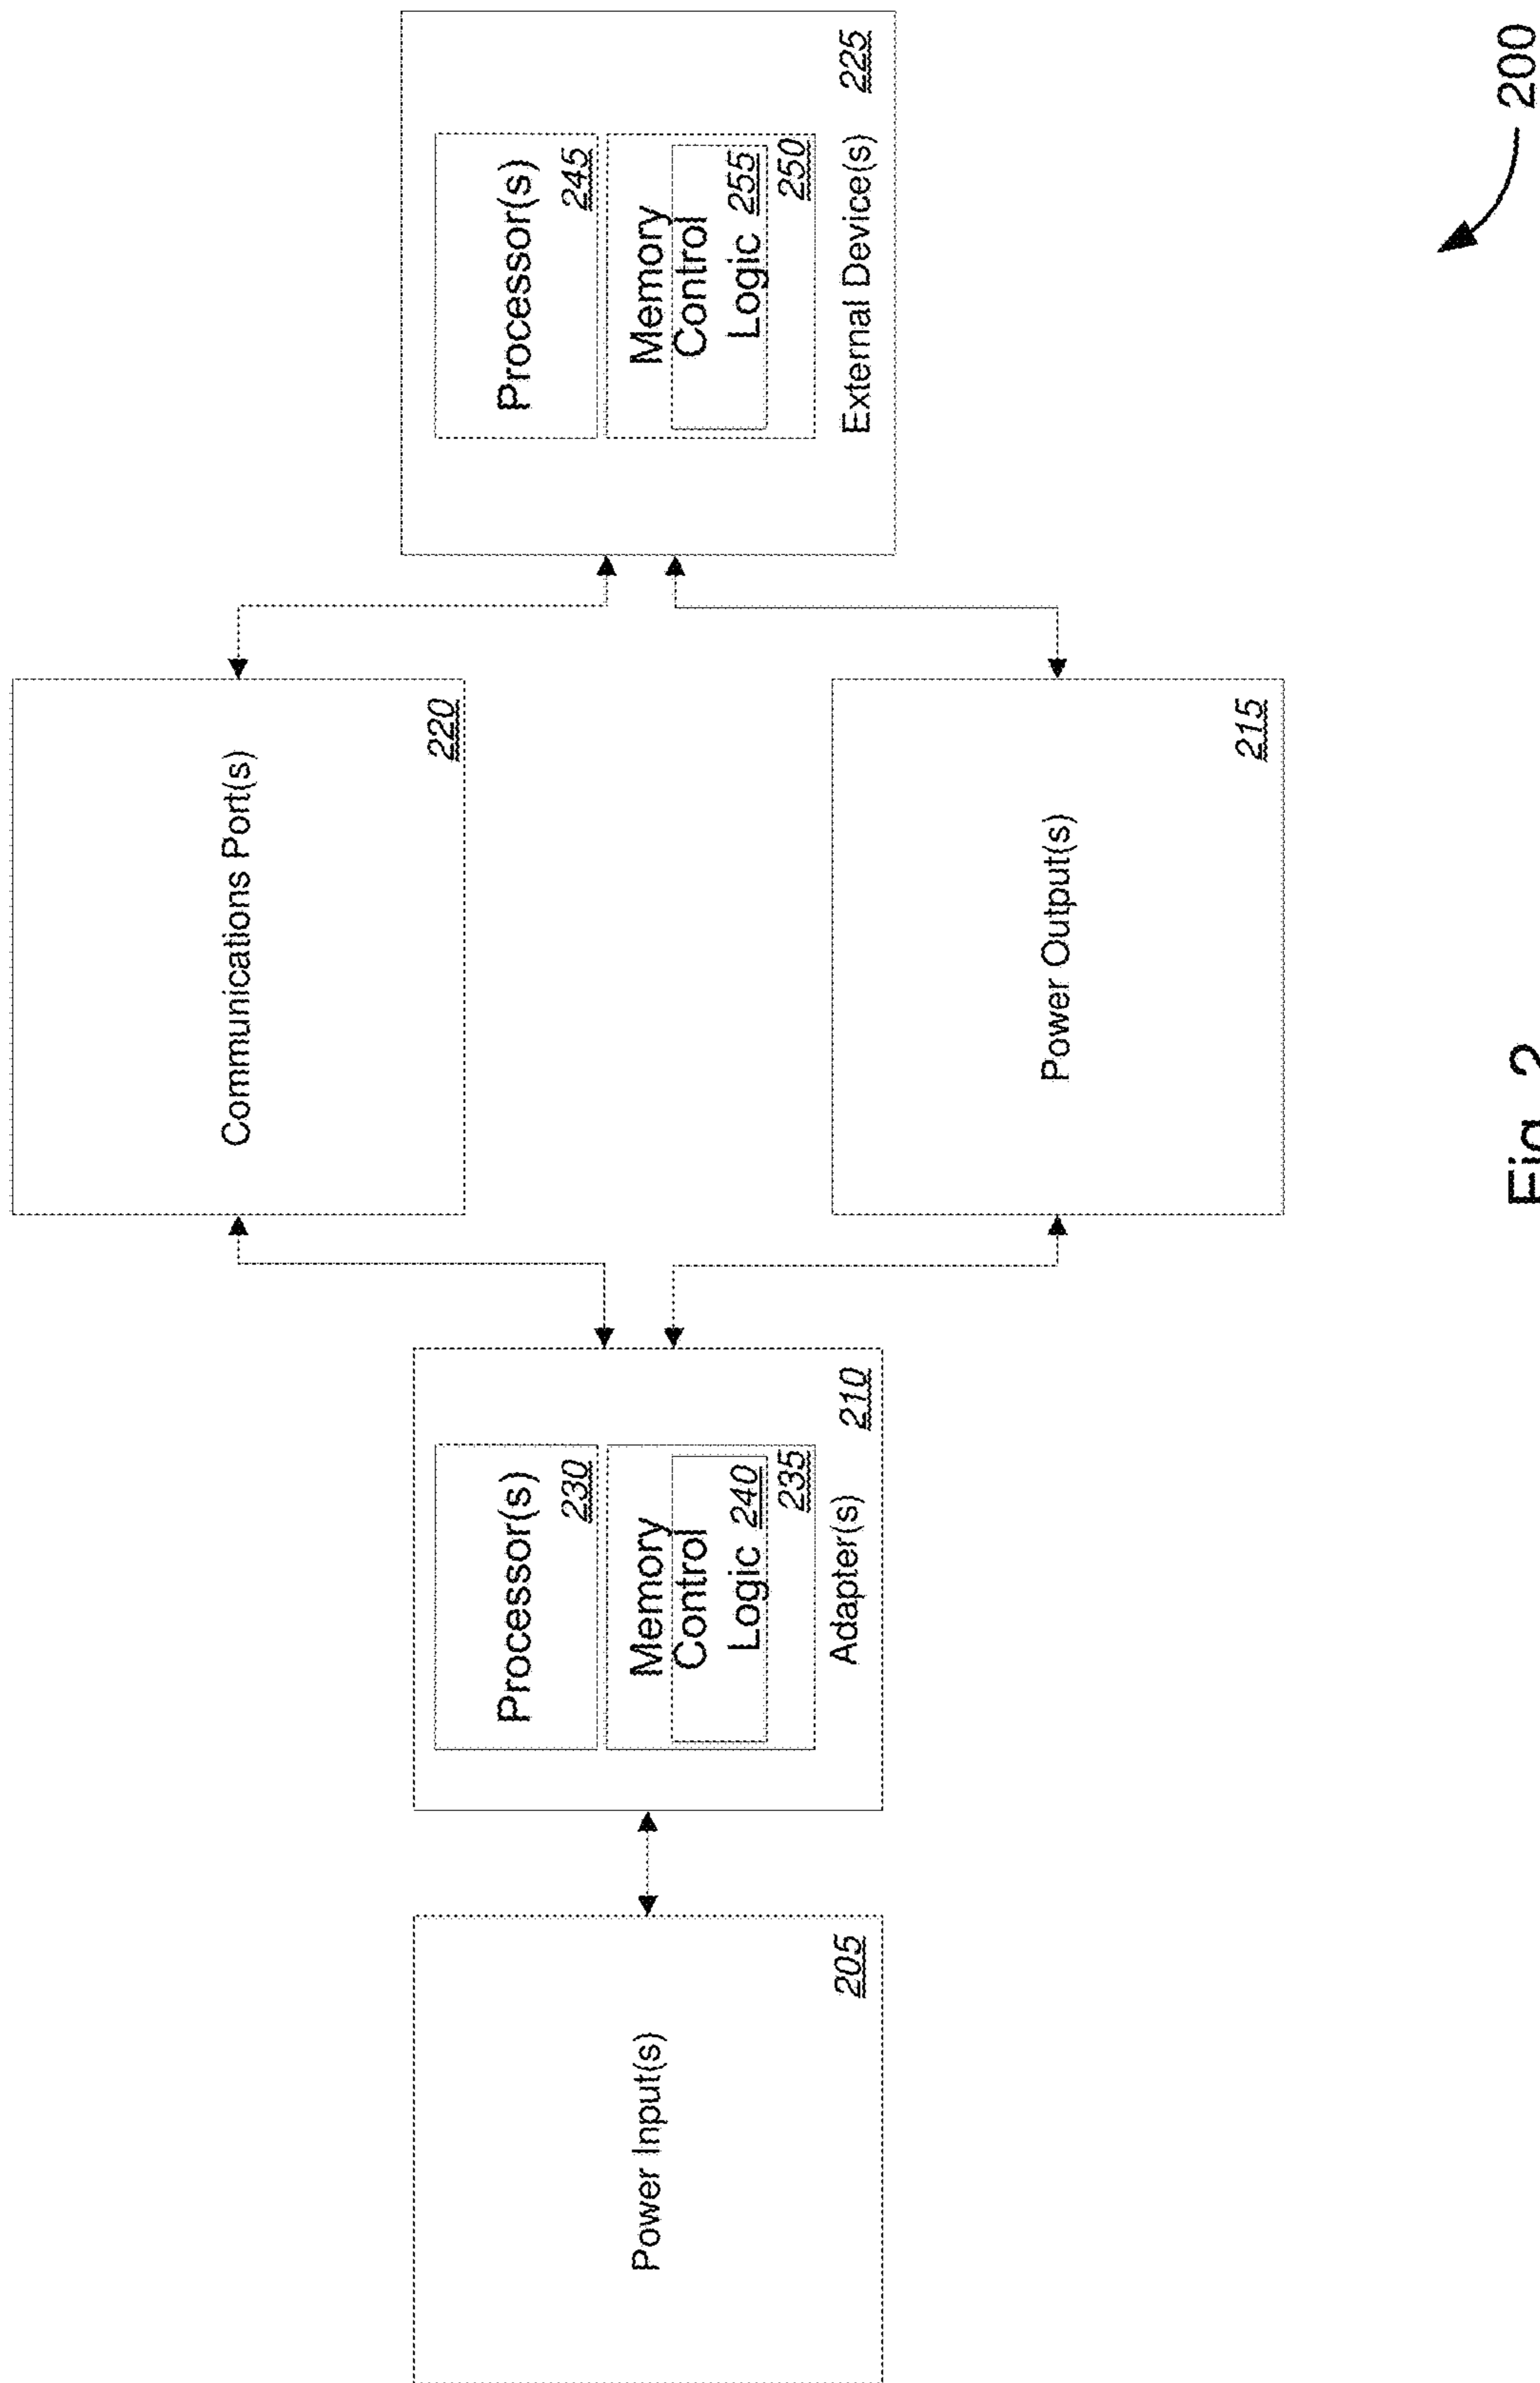 Communications Port(s)
220
Processor(s)
230
Memory
Control
Logic 240
235
Adapter(s)
210
Power Input(s)
205
Processor(s)
245
Memory
Control
Logic 255
250
External Device(s)
225
Power Output(s)
215
200
Fig. 2